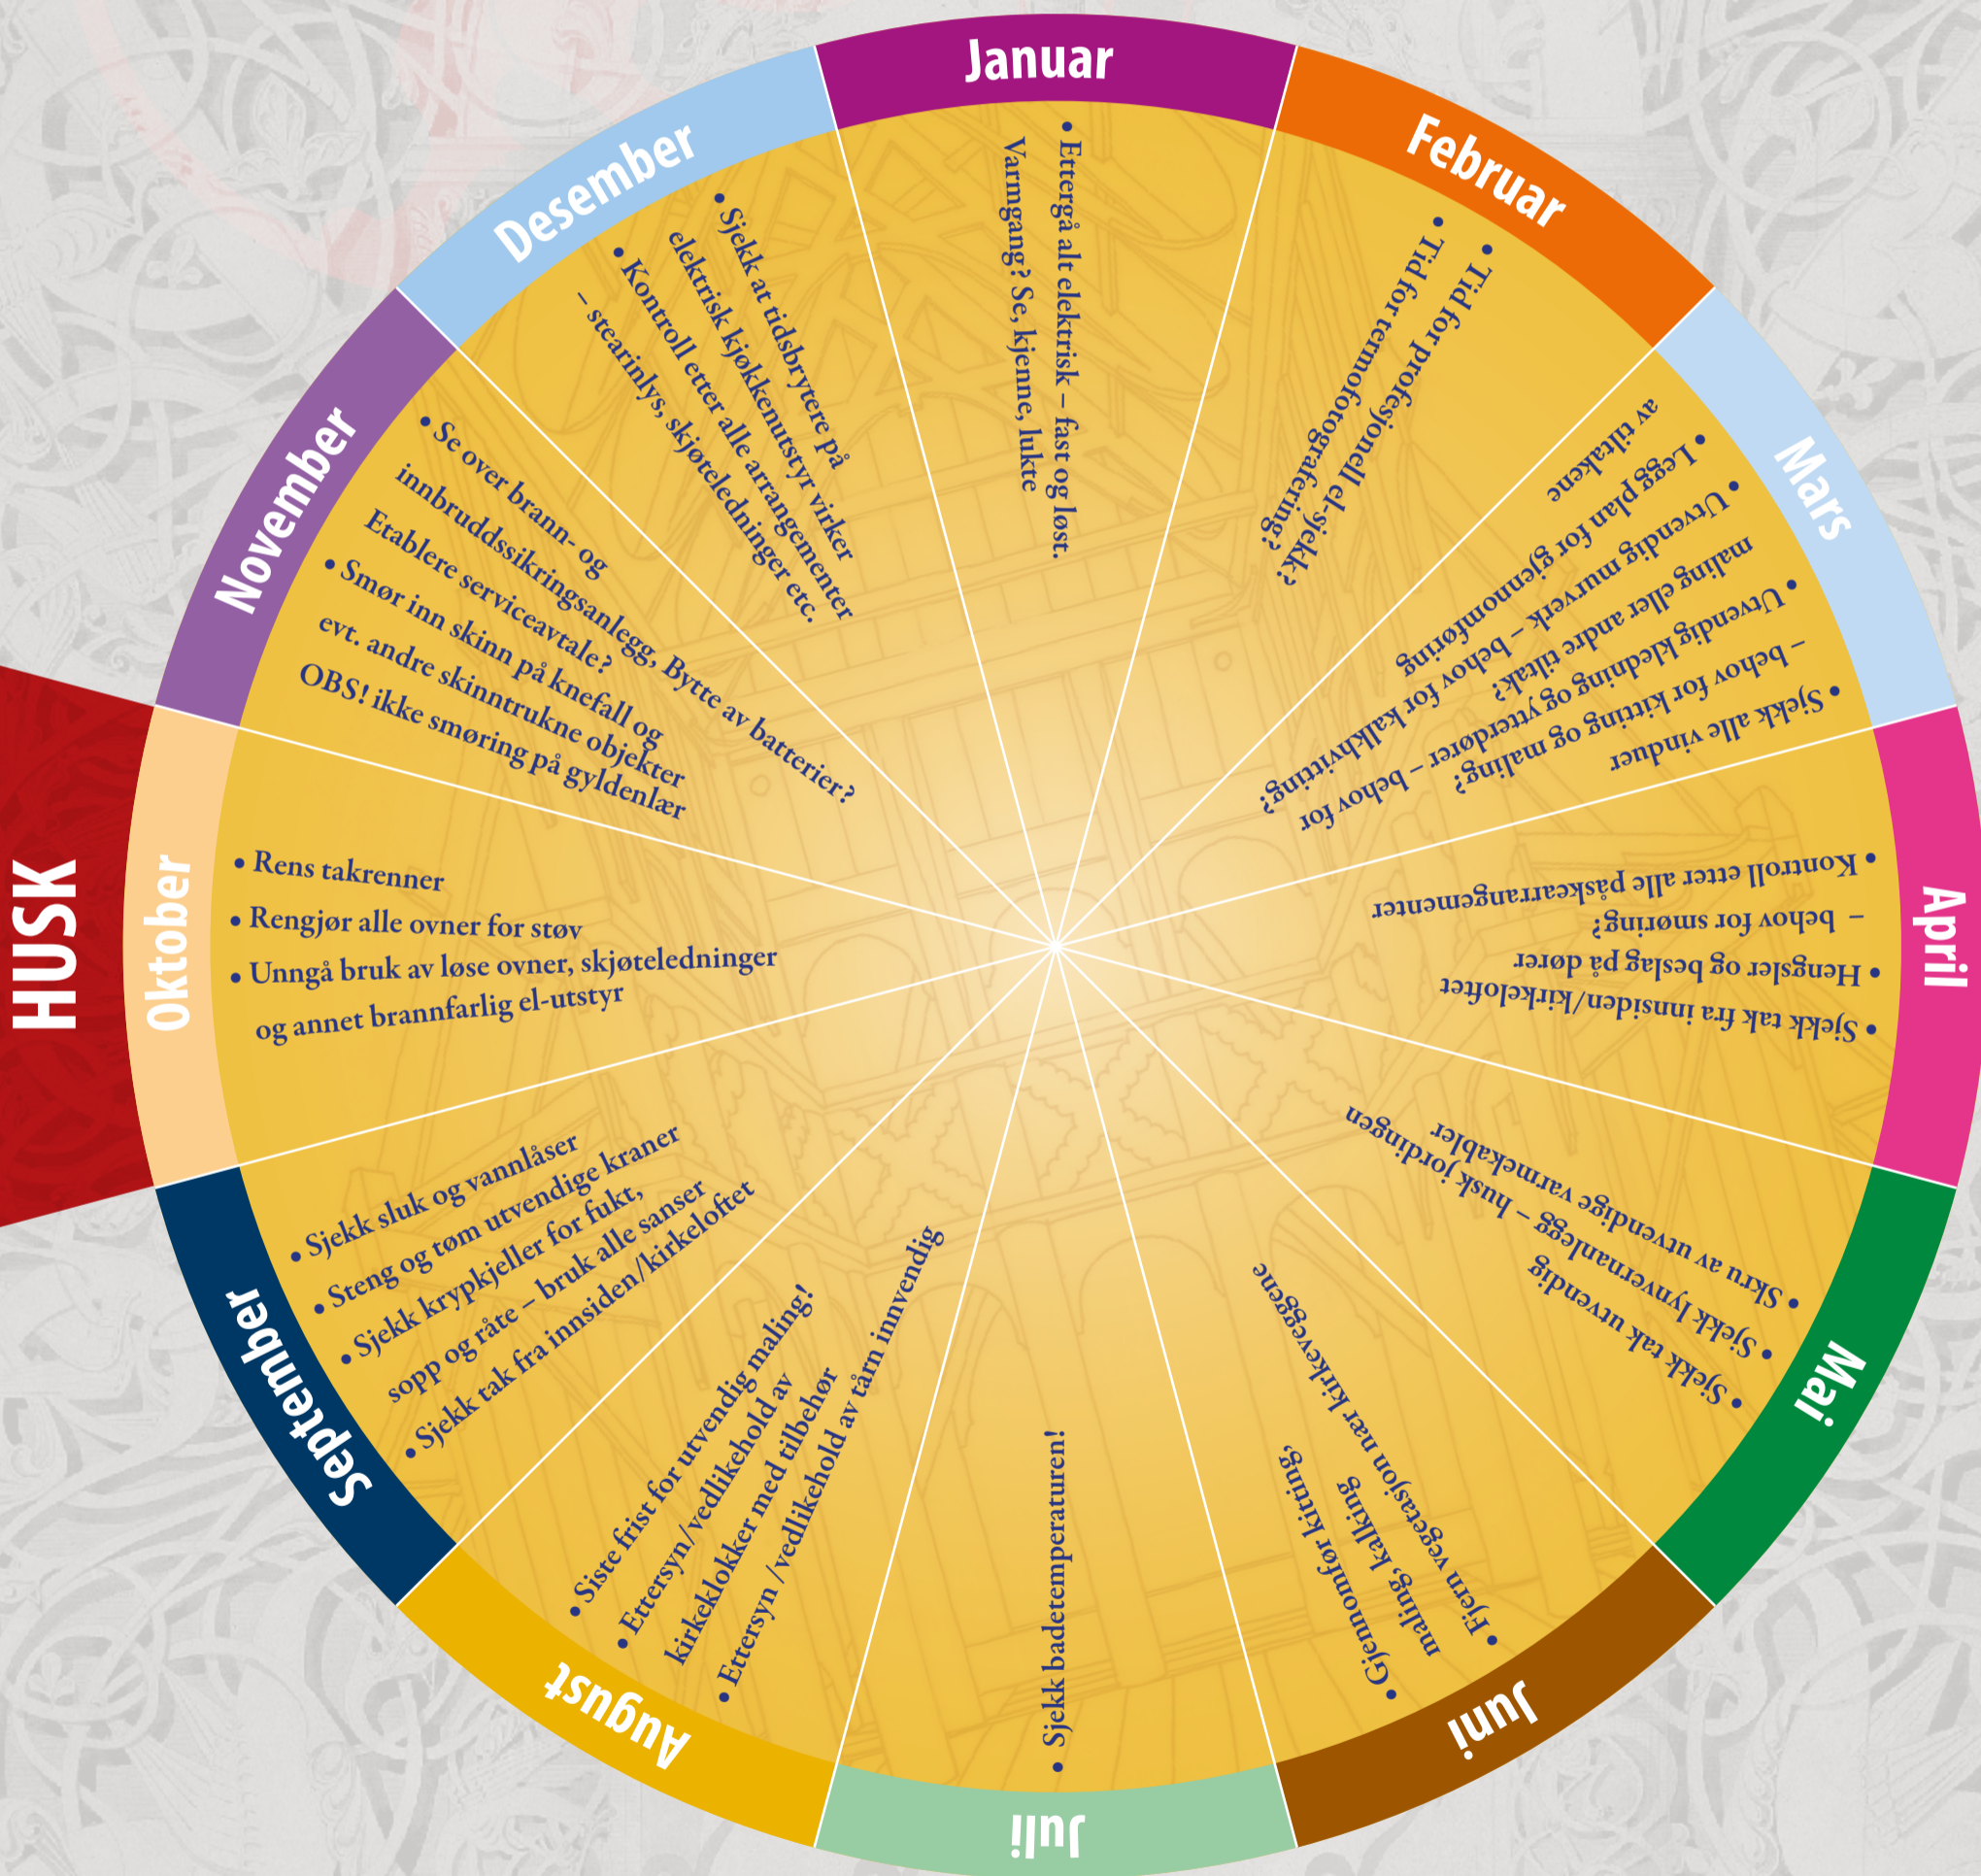 HUSK
Januar
• Ettergå alt elektrisk – fast og løst.
Varmgang? Se, kjenne, lukte
Februar
• Tid for profesjonell el-sjekk?
• Tid for termofotografering?
Mars
• Sjekk alle vinduer
– behov for kitting og maling?
• Utvendig kledning og ytterdører – behov for
maling eller andre tiltak?
• Utvendig murverk – behov for kalkhvitting?
• Legg plan for gjennomføring
av tiltakene
April
• Sjekk tak fra innsiden/kirkeloftet
• Hengsler og beslag på dører
– behov for smøring?
• Kontroll etter alle påskearrangementer
Mai
• Sjekk tak utvendig
• Sjekk lynvernanlegg – husk jordingen
• Skru av utvendige varmekabler
Juni
• Gjennomfør kitting,
maling, kalking
• Fjern vegetasjon nær kirkeveggene
Juli
• Sjekk badetemperaturen!
August
• Siste frist for utvendig maling!
• Ettersyn/vedlikehold av
kirkeklokker med tilbehør
• Ettersyn /vedlikehold av tårn innvendig
September
• Sjekk sluk og vannlåser
• Steng og tøm utvendige kraner
• Sjekk krypkjeller for fukt,
sopp og råte – bruk alle sanser
• Sjekk tak fra innsiden/kirkeloftet
Oktober
• Rens takrenner
• Rengjør alle ovner for støv
• Unngå bruk av løse ovner, skjøteledninger
og annet brannfarlig el-utstyr
November
• Se over brann- og
innbruddssikringsanlegg, Bytte av batterier?
Etablere serviceavtale?
• Smør inn skinn på knefall og
evt. andre skinntrukne objekter
OBS! ikke smøring på gyldenlær
Desember
• Sjekk at tidsbrytere på
elektrisk kjøkkenutstyr virker
• Kontroll etter alle arrangementer
– stearinlys, skjøteledninger etc.